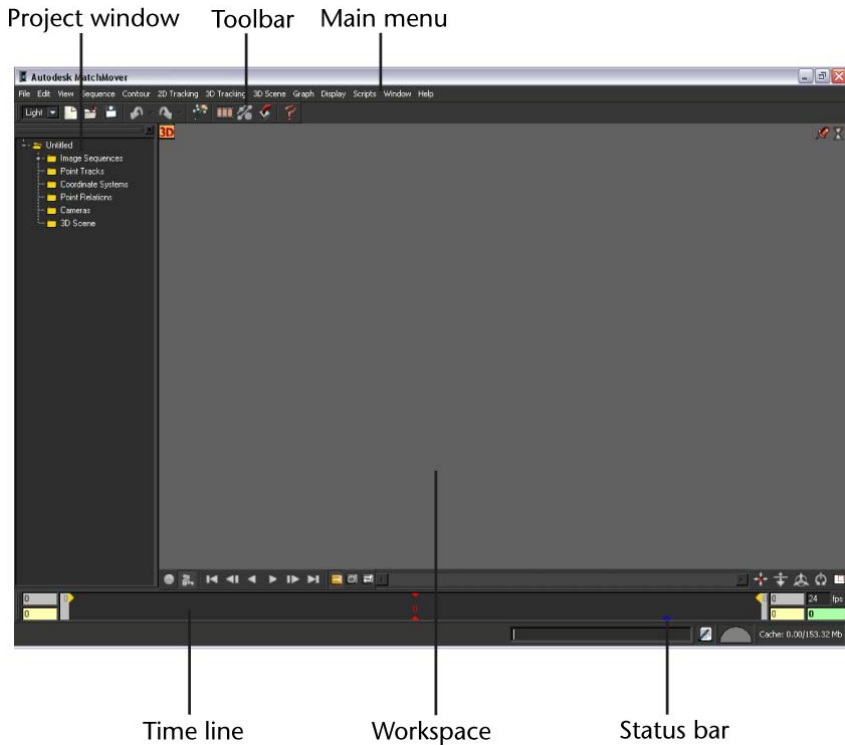 Project window Toolbar Main menu
Autodesk MatchMover
File Edit View Sequence Contour 2D Tracking 3D Tracking 3D Scene Graph Display Scripts Window Help
Light
3D
Untitled
Image Sequences
Point Tracks
Coordinate Systems
Point Relations
Cameras
3D Scene
0 0 0 24 fps
0 0 0
Cache: 0.00/153.32 Mb
Time line Workspace Status bar